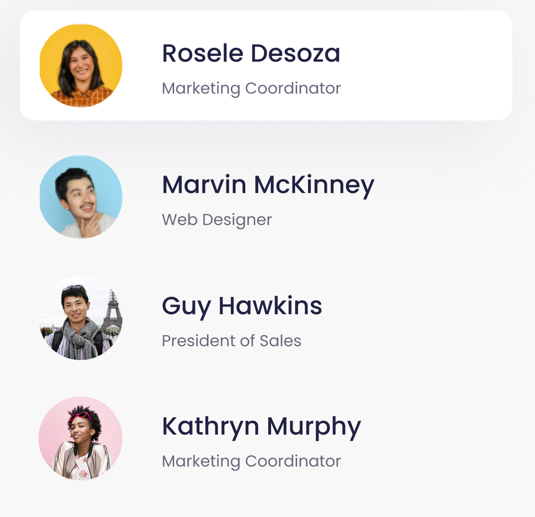 Rosele Desoza
Marketing Coordinator
Marvin McKinney
Web Designer
Guy Hawkins
President of Sales
Kathryn Murphy
Marketing Coordinator